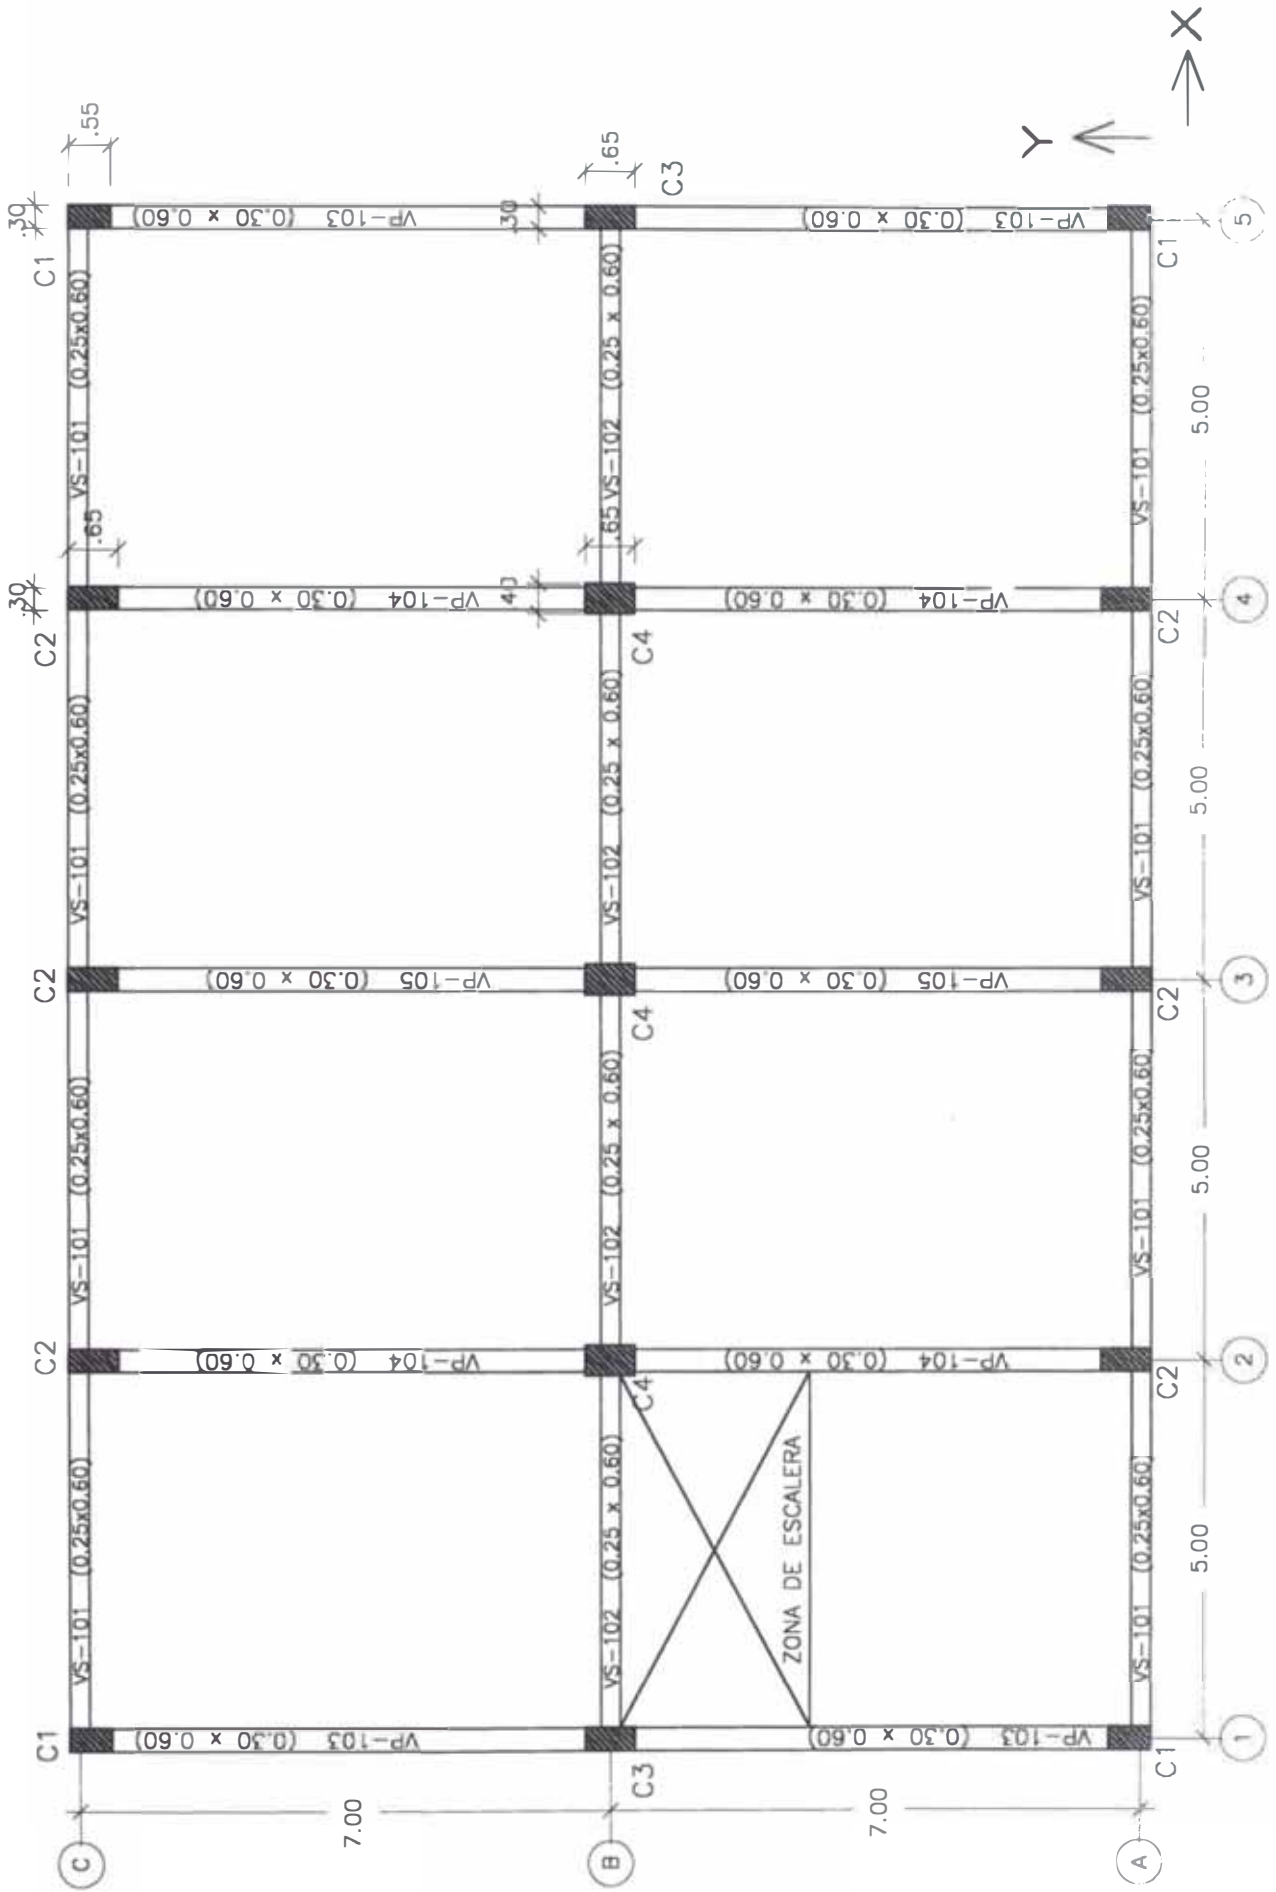 .30
.55
C1
VS-101 (0.25x0.60)
VP-103 (0.30 x 0.60)
.30
.65
C3
VS-102 (0.25 x 0.60)
VP-103 (0.30 x 0.60)
C1
VS-101 (0.25x0.60)
5
Y
X
.30
C2
.65
VS-101 (0.25x0.60)
VP-104 (0.30 x 0.60)
.65
C4
VS-102 (0.25 x 0.60)
VP-104 (0.30 x 0.60)
C2
VS-101 (0.25x0.60)
5.00
4
C2
VS-101 (0.25x0.60)
VP-105 (0.30 x 0.60)
C4
VS-102 (0.25 x 0.60)
VP-105 (0.30 x 0.60)
C2
VS-101 (0.25x0.60)
5.00
3
C2
VS-101 (0.25x0.60)
VP-104 (0.30 x 0.60)
C4
VS-102 (0.25 x 0.60)
VP-104 (0.30 x 0.60)
ZONA DE ESCALERA
C2
5.00
2
C1
VP-103 (0.30 x 0.60)
C3
VP-103 (0.30 x 0.60)
C1
VS-101 (0.25x0.60)
5.00
1
7.00
7.00
C
B
A